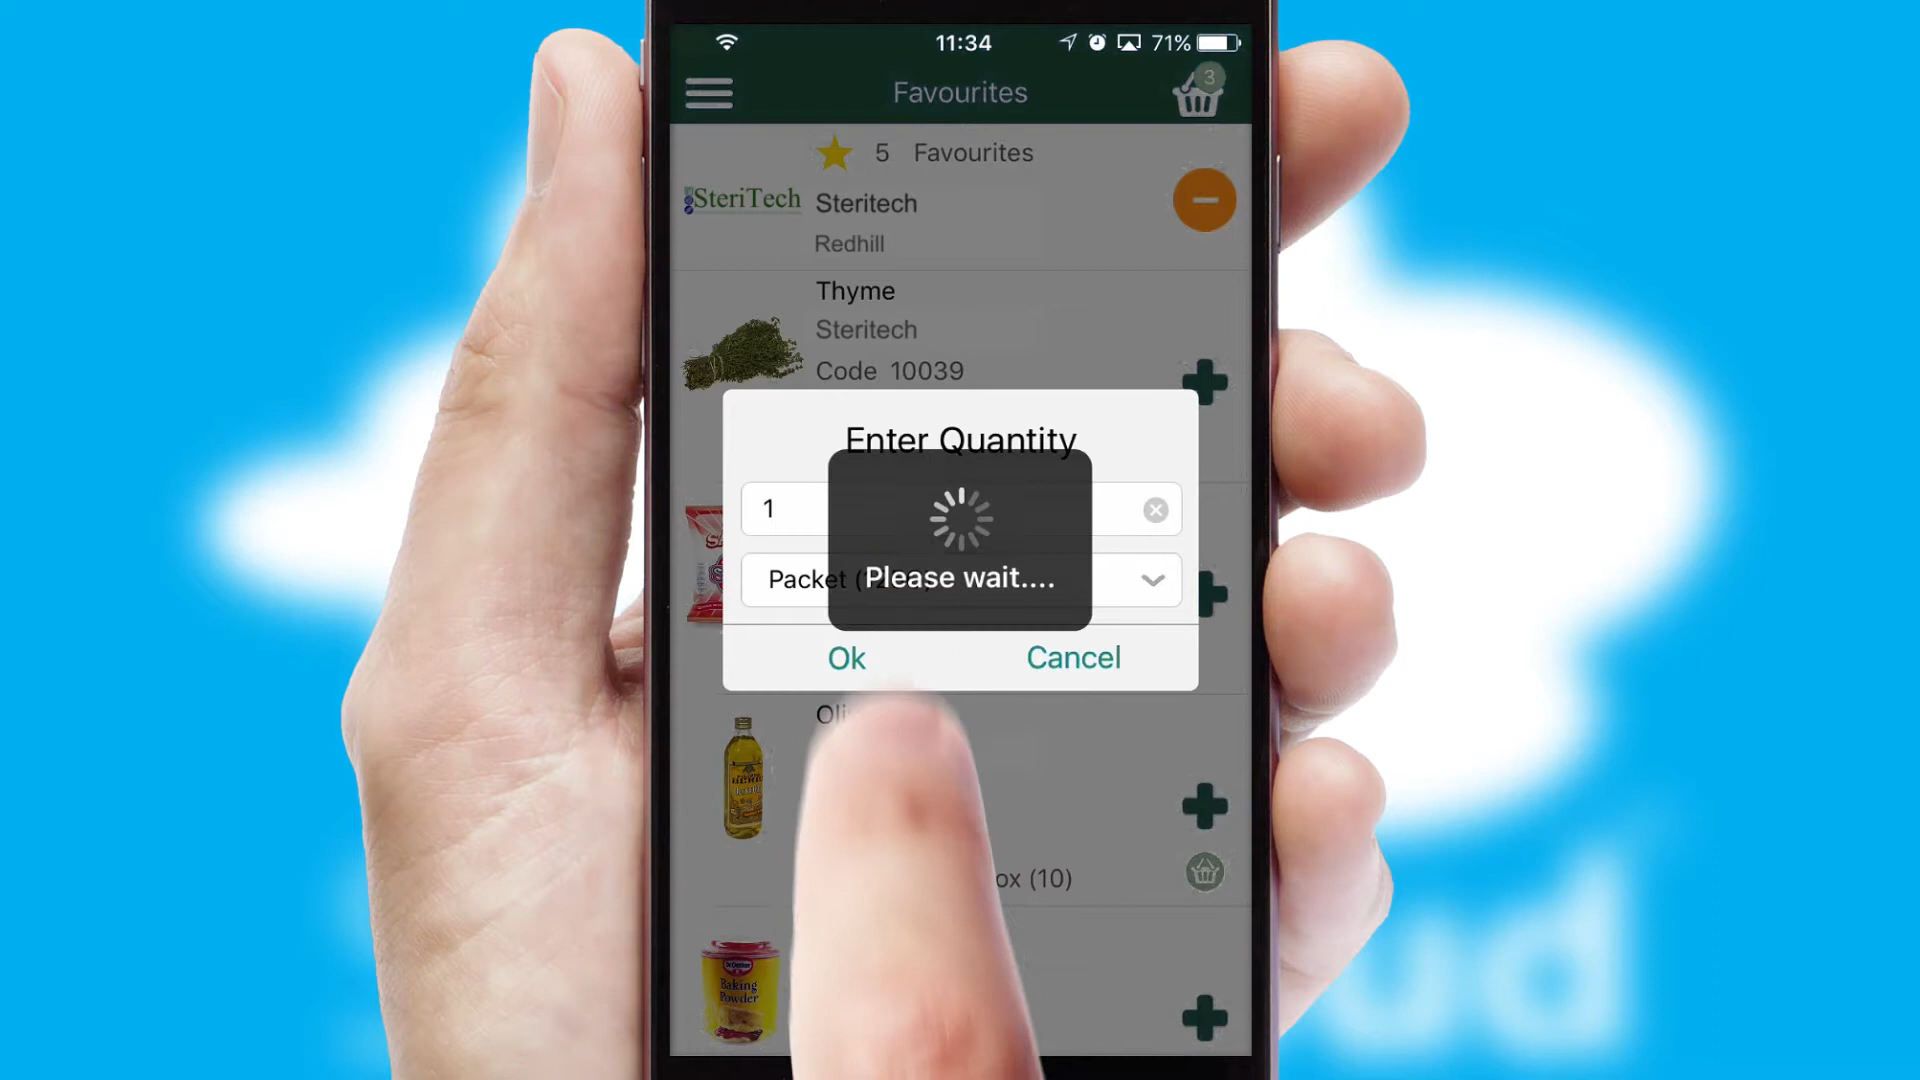 11:34 71%
Favourites 3
5 Favourites
SteriTech Steritech
Redhill
Thyme
Steritech
Code 10039
Enter Quantity
1
Packet
Please wait....
Ok Cancel
ox (10)
Baking
Powder
ud